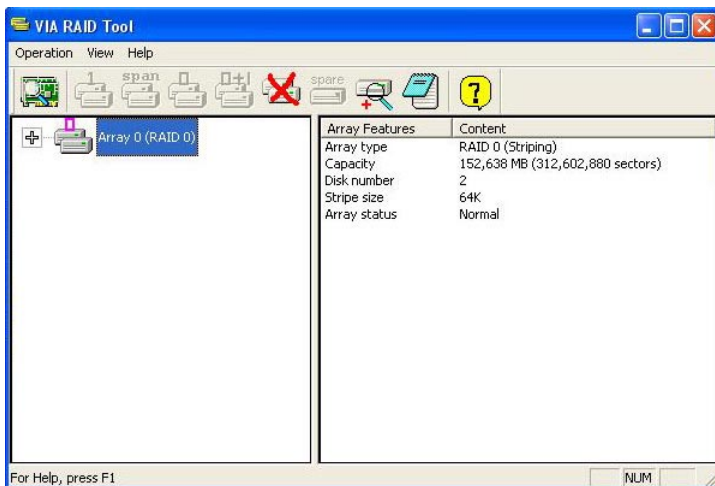 VIA RAID Tool
Operation View Help
1 span 0 0+1 spare
Array 0 (RAID 0)
Array Features Content
Array type RAID 0 (Striping)
Capacity 152,638 MB (312,602,880 sectors)
Disk number 2
Stripe size 64K
Array status Normal
For Help, press F1
NUM